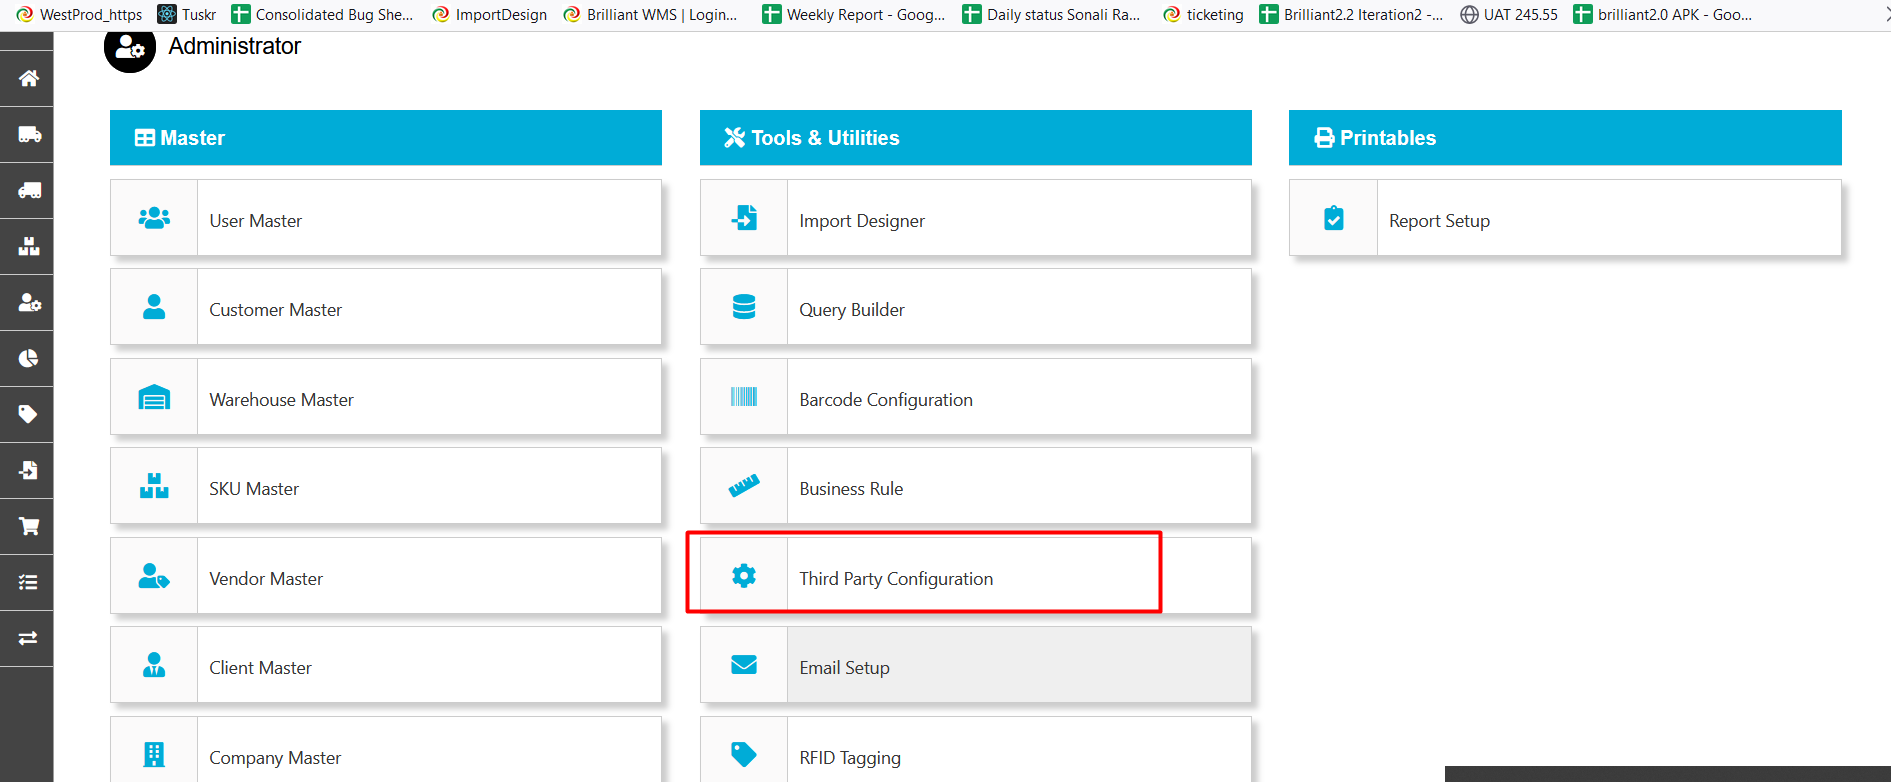 WestProd_https Tuskr Consolidated Bug She... ImportDesign Brilliant WMS | Login... Weekly Report - Goog... Daily status Sonali Ra... ticketing Brilliant2.2 Iteration2 -... UAT 245.55 brilliant2.0 APK - Goo...
Administrator
Master
User Master
Customer Master
Warehouse Master
SKU Master
Vendor Master
Client Master
Company Master
Tools & Utilities
Import Designer
Query Builder
Barcode Configuration
Business Rule
Third Party Configuration
Email Setup
RFID Tagging
Printables
Report Setup